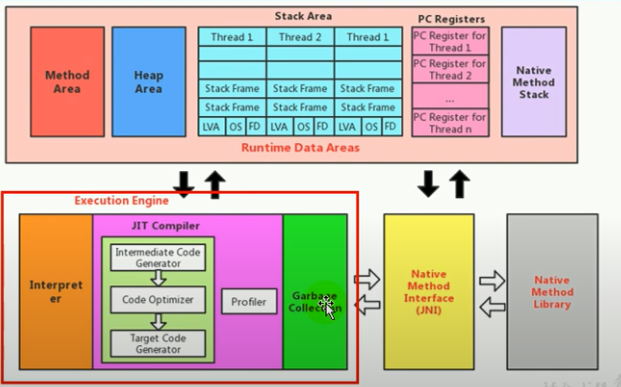 Stack Area
PC Registers
Method
Area
Heap
Area
Thread 1
Thread 2
Thread 1
Stack Frame
Stack Frame
Stack Frame
Stack Frame
Stack Frame
Stack Frame
LVA
OS
FD
LVA
OS
FD
LVA
OS
FD
PC Register for
Thread 1
PC Register for
Thread 2
...
PC Register for
Thread n
Native
Method
Stack
Runtime Data Areas
Execution Engine
Interpret
er
JIT Compiler
Intermediate Code
Generator
Code Optimizer
Target Code
Generator
Profiler
Garbage
Collection
Native
Method
Interface
(JNI)
Native
Method
Library